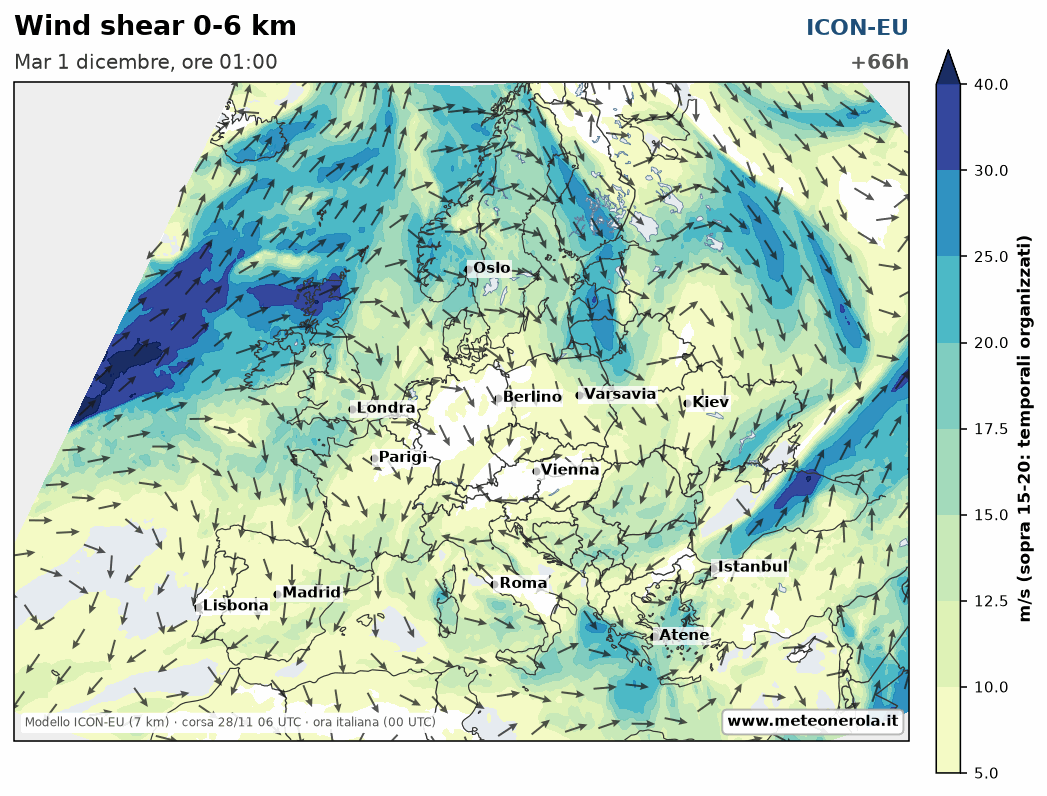 Wind shear 0-6 km
ICON-EU
Mar 1 dicembre, ore 01:00
+66h
40.0
30.0
25.0
20.0
17.5
15.0
12.5
10.0
5.0
m/s (sopra 15-20: temporali organizzati)
Oslo
Berlino
Varsavia
Kiev
Londra
Parigi
Vienna
Istanbul
Roma
Madrid
Lisbona
Atene
Modello ICON-EU (7 km) · corsa 28/11 06 UTC · ora italiana (00 UTC)
www.meteonerola.it